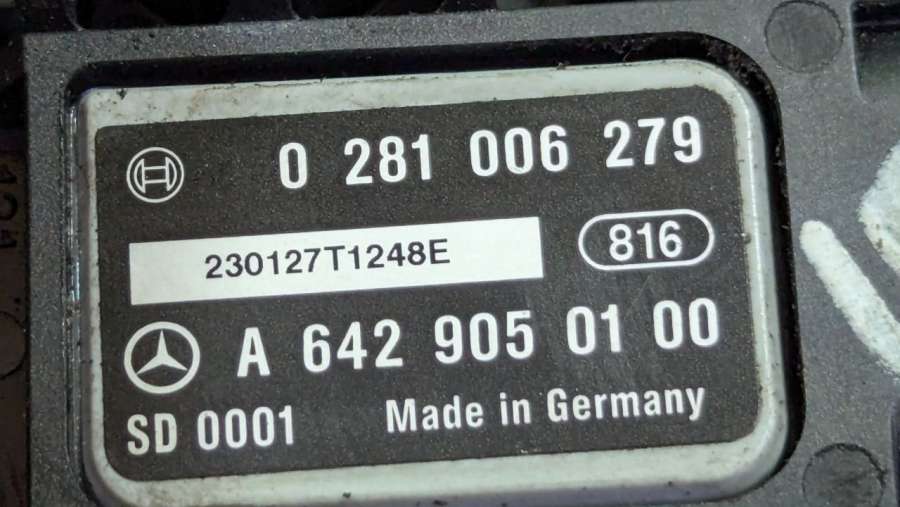 0 281 006 279
230127T1248E
816
A 642 905 01 00
SD 0001 Made in Germany